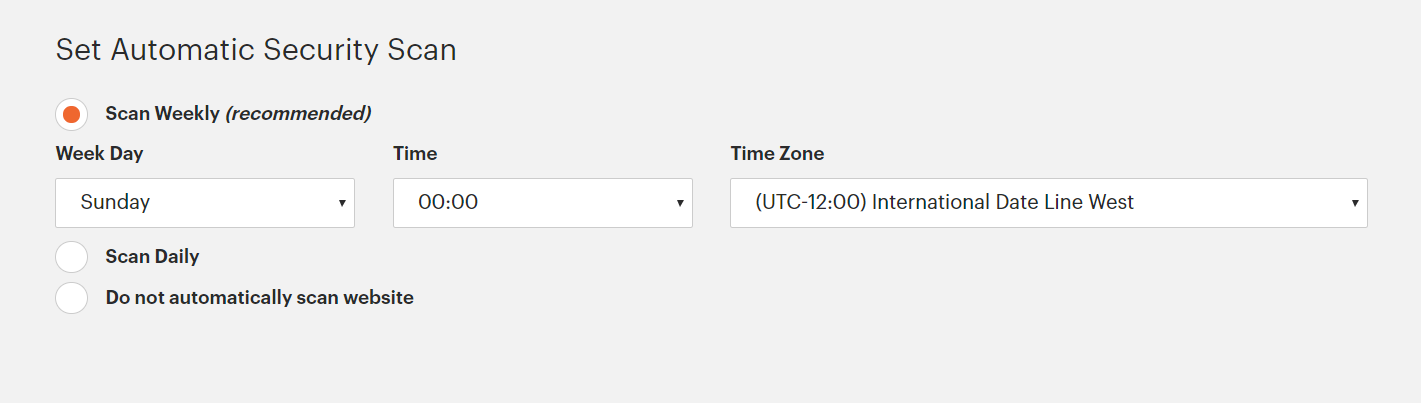 Set Automatic Security Scan
Scan Weekly (recommended)
Week Day Time Time Zone
Sunday 00:00 (UTC-12:00) International Date Line West
Scan Daily
Do not automatically scan website